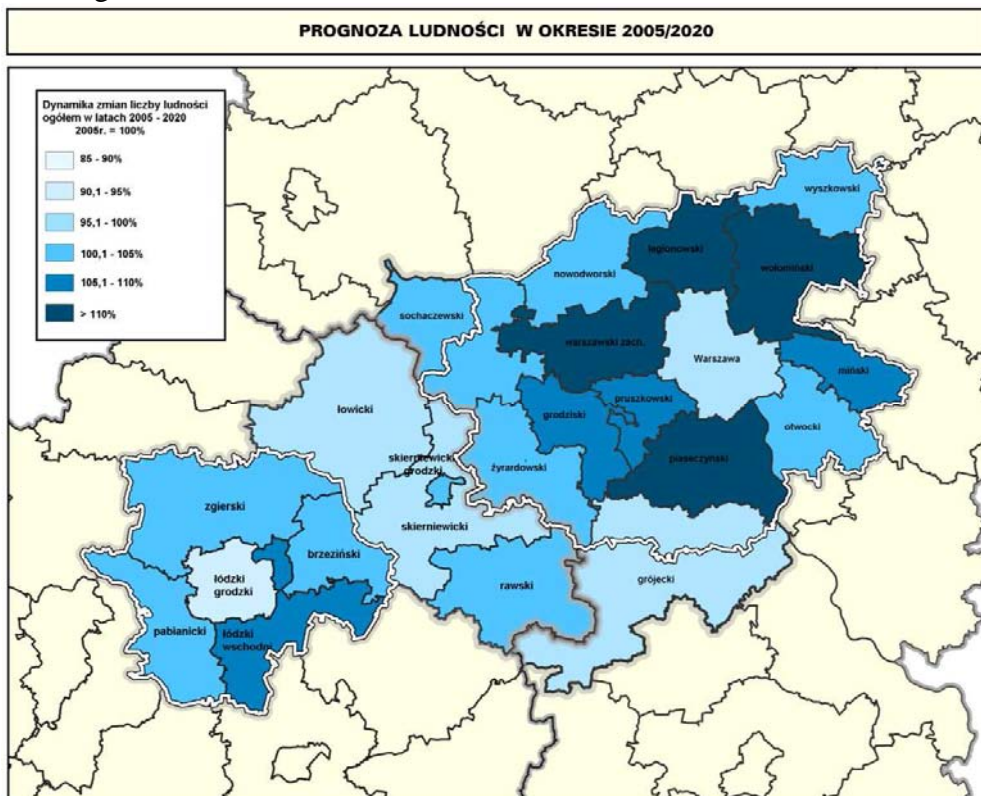 PROGNOZA LUDNOŚCI W OKRESIE 2005/2020
Dynamika zmian liczby ludności
ogółem w latach 2005 - 2020
2005r. = 100%
85 - 90%
90,1 - 95%
95,1 - 100%
100,1 - 105%
105,1 - 110%
> 110%
wyszkowski
legionowski
wołomiński
nowodworski
sochaczewski
warszawski zach.
Warszawa
miński
pruszkowski
grodziski
otwocki
łowicki
piaseczyński
skierniewicki
grodzki
żyrardowski
zgierski
skierniewicki
brzeziński
łódzki
grodzki
rawski
grójecki
pabianicki
łódzki
wschodni